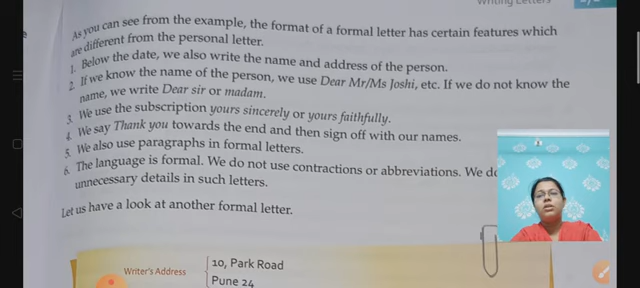 Writing Letters
As you can see from the example, the format of a formal letter has certain features which
are different from the personal letter.
1. Below the date, we also write the name and address of the person.
2. If we know the name of the person, we use Dear Mr/Ms Joshi, etc. If we do not know the
name, we write Dear sir or madam.
3. We use the subscription yours sincerely or yours faithfully.
4. We say Thank you towards the end and then sign off with our names.
5. We also use paragraphs in formal letters.
6. The language is formal. We do not use contractions or abbreviations. We
unnecessary details in such letters.
Let us have a look at another formal letter.
Writer's Address
10, Park Road
Pune 24